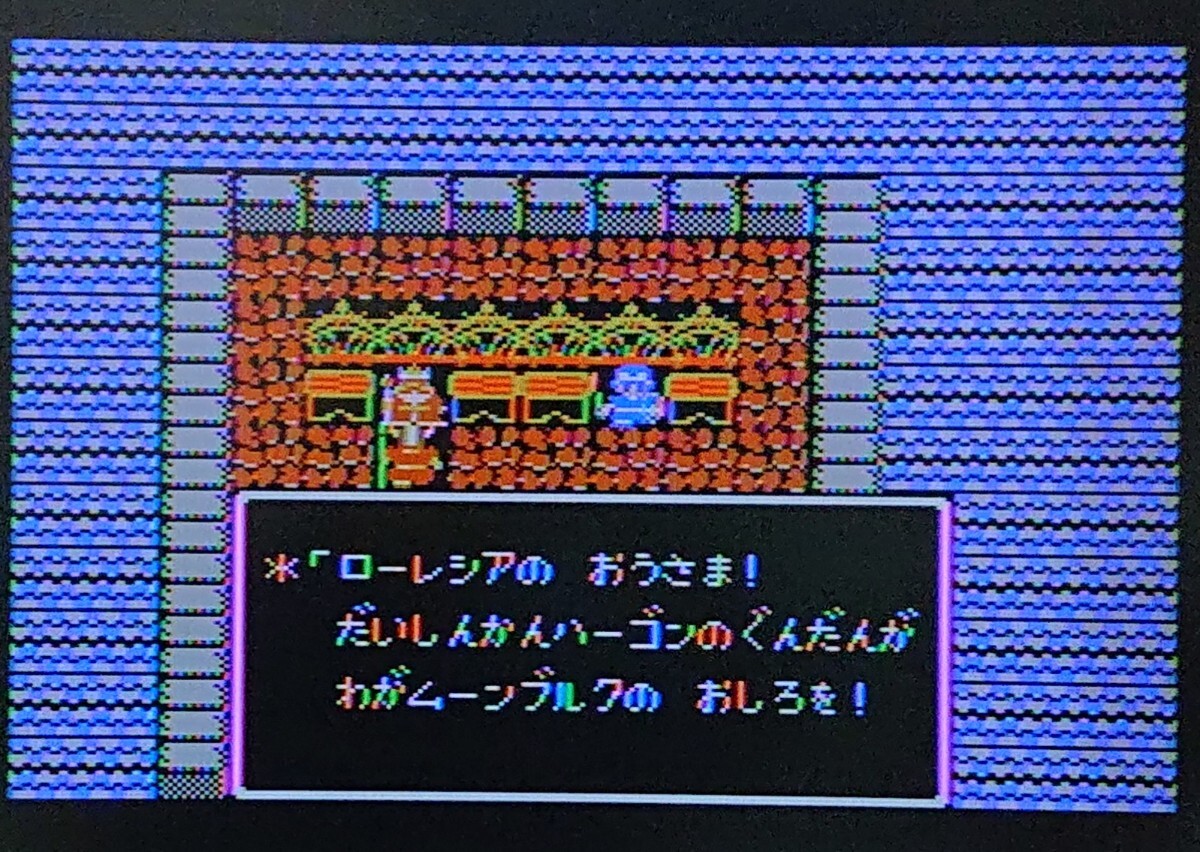 *「ローレシアの おうさま!
だいしんかんハーゴンのぐんだんが
わがムーンブルクの おしろを!